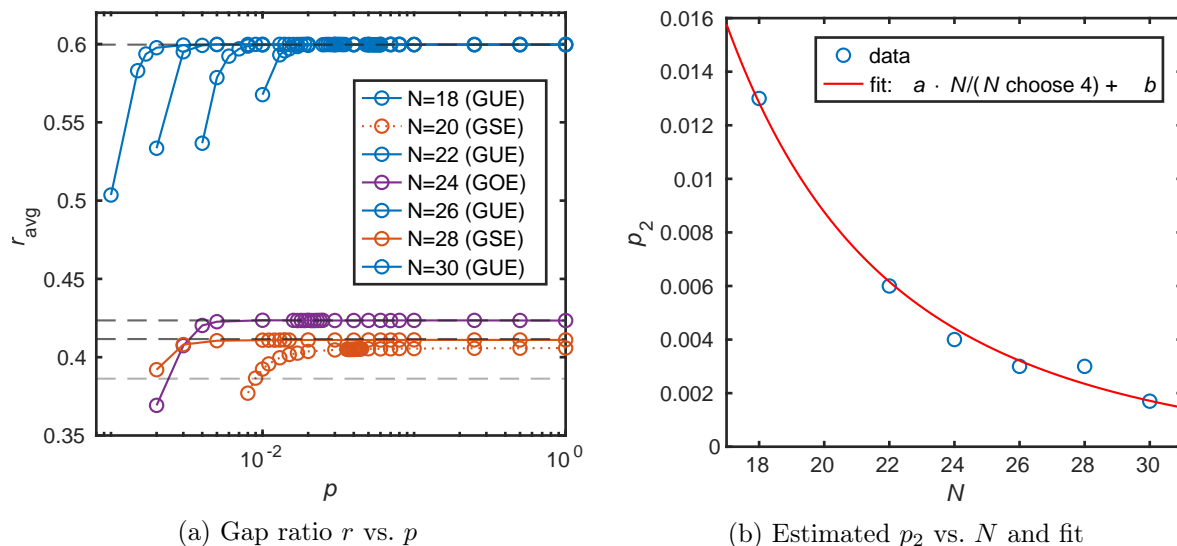 0.6
0.55
0.5
0.45
0.4
0.35
r_avg
N=18 (GUE)
N=20 (GSE)
N=22 (GUE)
N=24 (GOE)
N=26 (GUE)
N=28 (GSE)
N=30 (GUE)
10^-2
10^0
p
(a) Gap ratio r vs. p
0.016
0.014
0.012
0.010
0.008
0.006
0.004
0.002
0
p_2
data
fit: a · N/(N choose 4) + b
18 20 22 24 26 28 30
N
(b) Estimated p_2 vs. N and fit